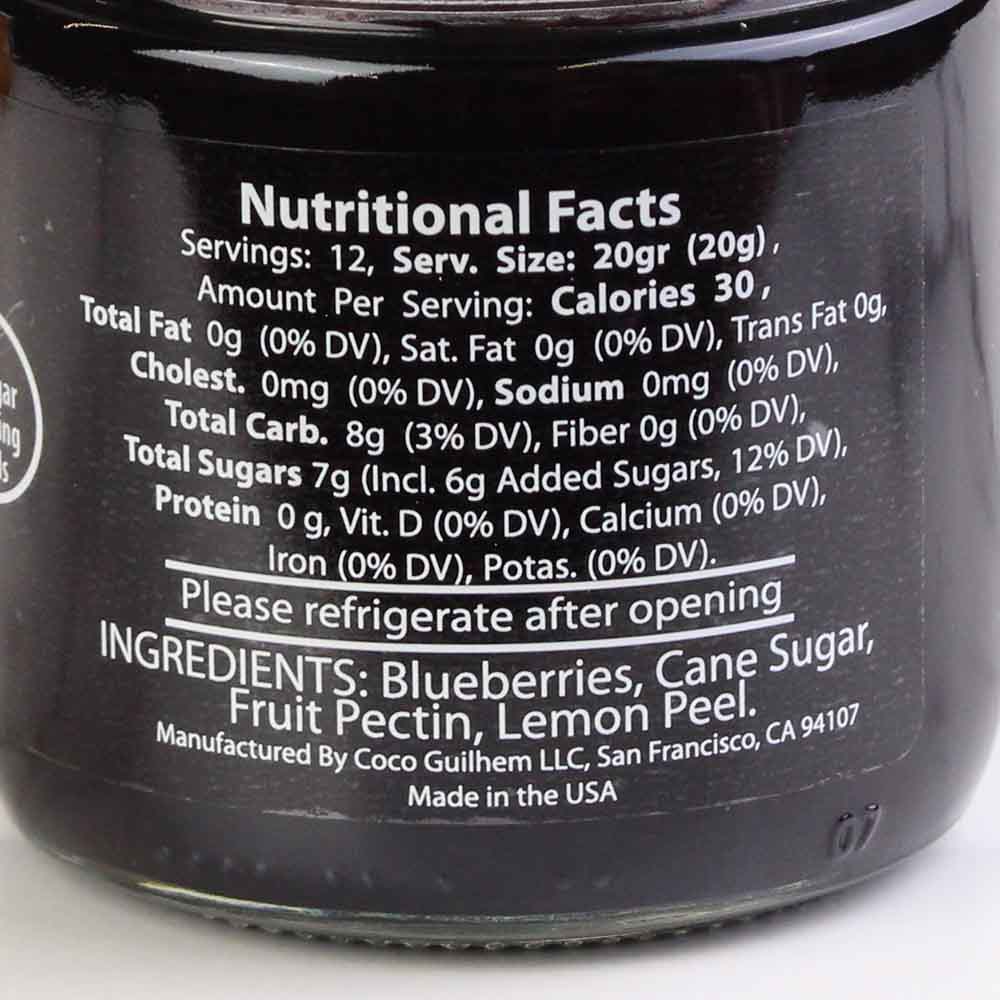 Nutritional Facts
Servings: 12, Serv. Size: 20gr (20g),
Amount Per Serving: Calories 30,
Total Fat 0g (0% DV), Sat. Fat 0g (0% DV), Trans Fat 0g,
Cholest. 0mg (0% DV), Sodium 0mg (0% DV),
Total Carb. 8g (3% DV), Fiber 0g (0% DV),
Total Sugars 7g (Incl. 6g Added Sugars, 12% DV),
Protein 0 g, Vit. D (0% DV), Calcium (0% DV),
Iron (0% DV), Potas. (0% DV).
Please refrigerate after opening
INGREDIENTS: Blueberries, Cane Sugar,
Fruit Pectin, Lemon Peel.
Manufactured By Coco Guilhem LLC, San Francisco, CA 94107
Made in the USA
07